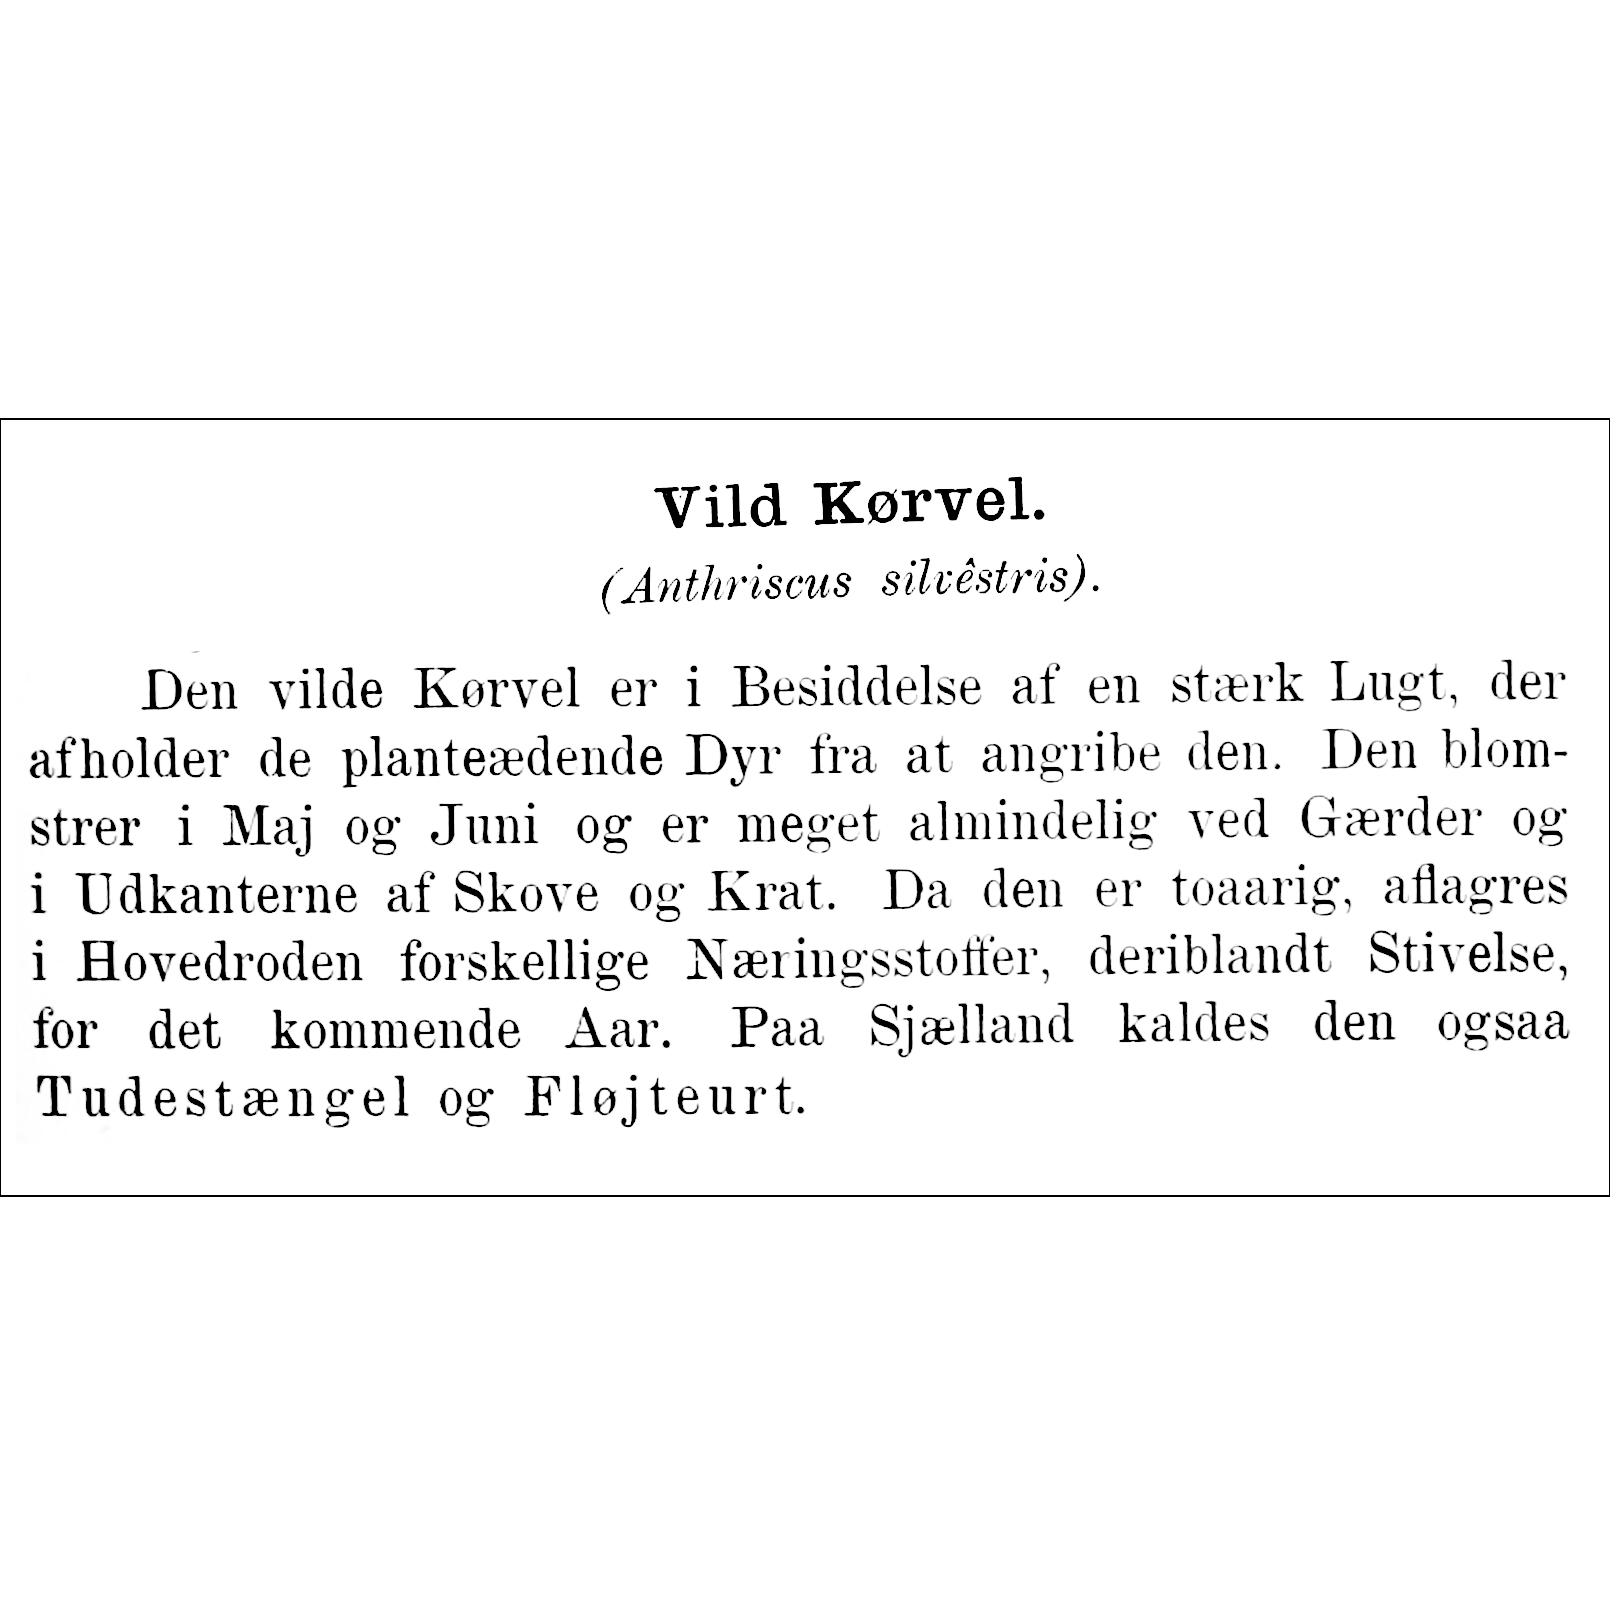 Vild Kørvel.
(Anthriscus silvêstris).
Den vilde Kørvel er i Besiddelse af en stærk Lugt, der
afholder de planteædende Dyr fra at angribe den. Den blom-
strer i Maj og Juni og er meget almindelig ved Gærder og
i Udkanterne af Skove og Krat. Da den er toaarig, aflagres
i Hovedroden forskellige Næringsstoffer, deriblandt Stivelse,
for det kommende Aar. Paa Sjælland kaldes den ogsaa
Tudestængel og Fløjteurt.